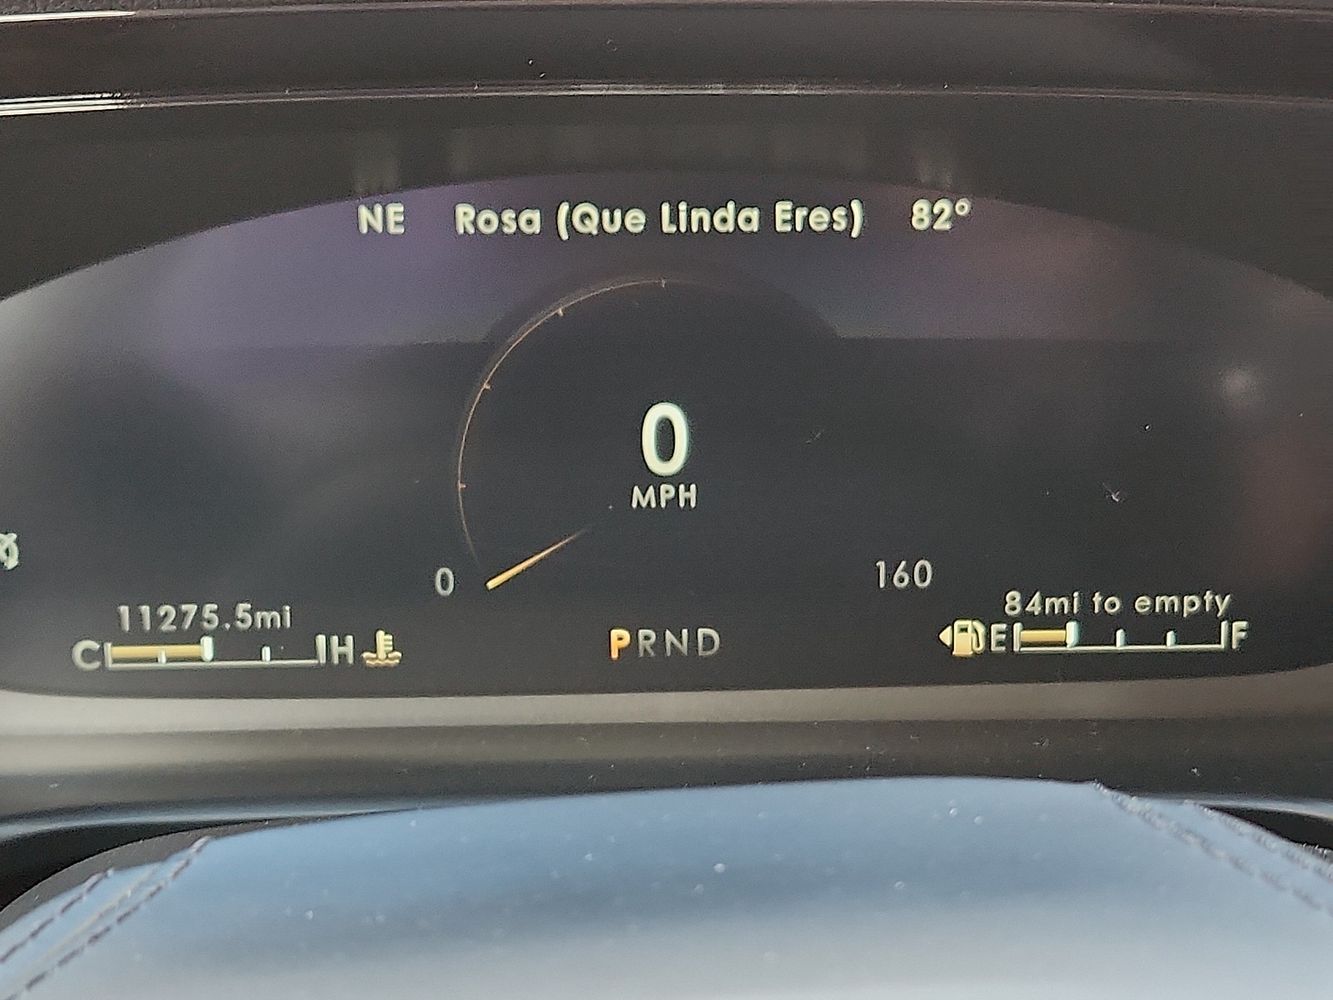 NE Rosa (Que Linda Eres) 82°
0
MPH
0 160
11275.5mi 84mi to empty
C H PRND E F